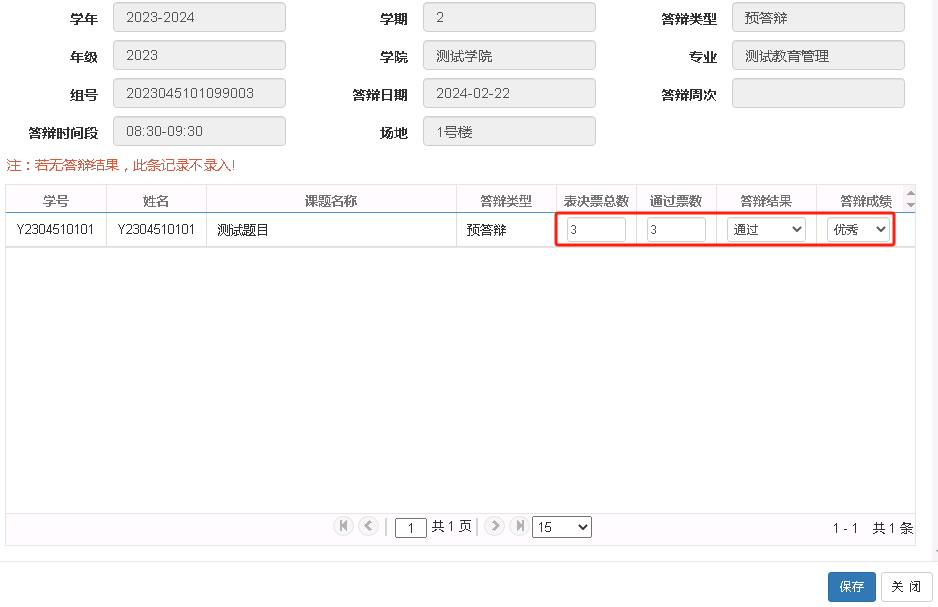 学年 2023-2024 学期 2 答辩类型 预答辩
年级 2023 学院 测试学院 专业 测试教育管理
组号 2023045101099003 答辩日期 2024-02-22 答辩周次
答辩时间段 08:30-09:30 场地 1号楼
注：若无答辩结果，此条记录不录入!
学号 姓名 课题名称 答辩类型 表决票总数 通过票数 答辩结果 答辩成绩
Y2304510101 Y2304510101 测试题目 预答辩 3 3 通过 优秀
1 共 1 页 15 1 - 1 共 1 条
保存 关 闭